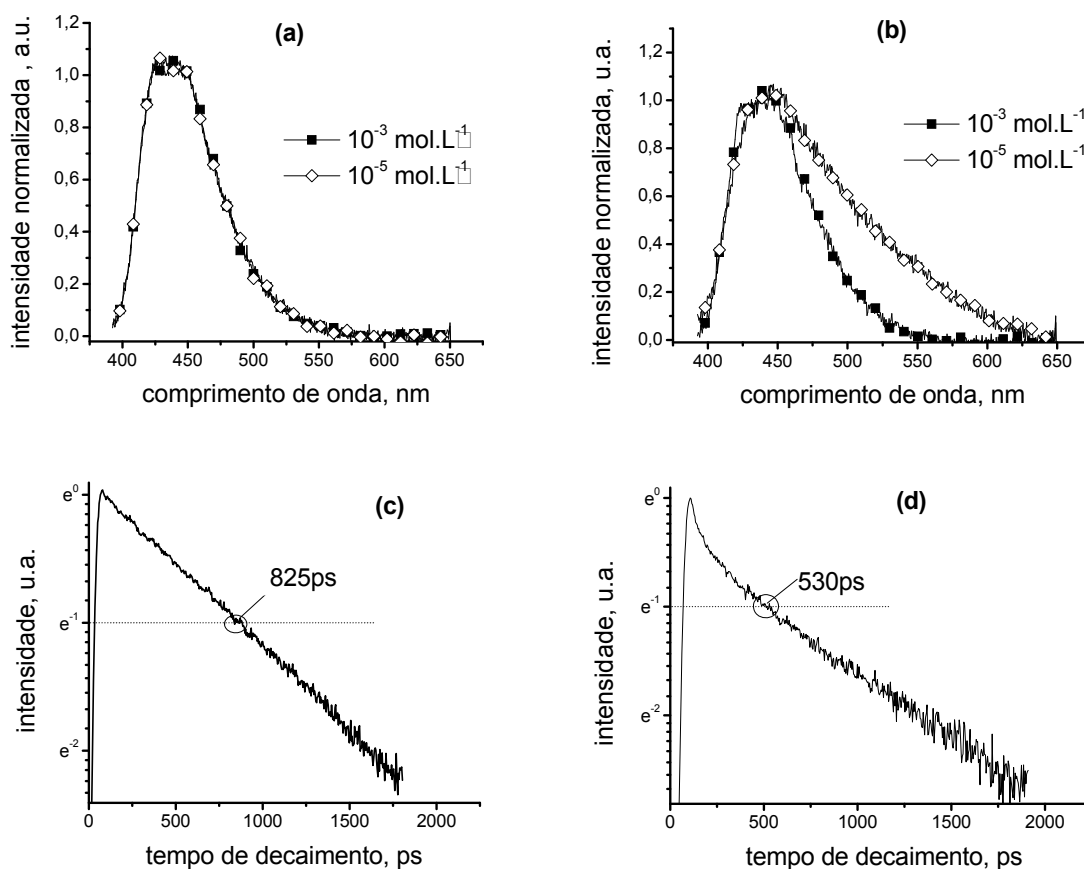 (a)
intensidade normalizada , a.u.
1,2
1,0
0,8
0,6
0,4
0,2
0,0
10⁻³ mol.L⁻¹
10⁻⁵ mol.L⁻¹
400 450 500 550 600 650
comprimento de onda, nm
(b)
intensidade normalizada, u.a.
1,2
1,0
0,8
0,6
0,4
0,2
0,0
10⁻³ mol.L⁻¹
10⁻⁵ mol.L⁻¹
400 450 500 550 600 650
comprimento de onda, nm
(c)
intensidade, u.a.
e⁰
e⁻¹
e⁻²
825ps
0 500 1000 1500 2000
tempo de decaimento, ps
(d)
intensidade, u.a.
e⁰
e⁻¹
e⁻²
530ps
0 500 1000 1500 2000
tempo de decaimento, ps